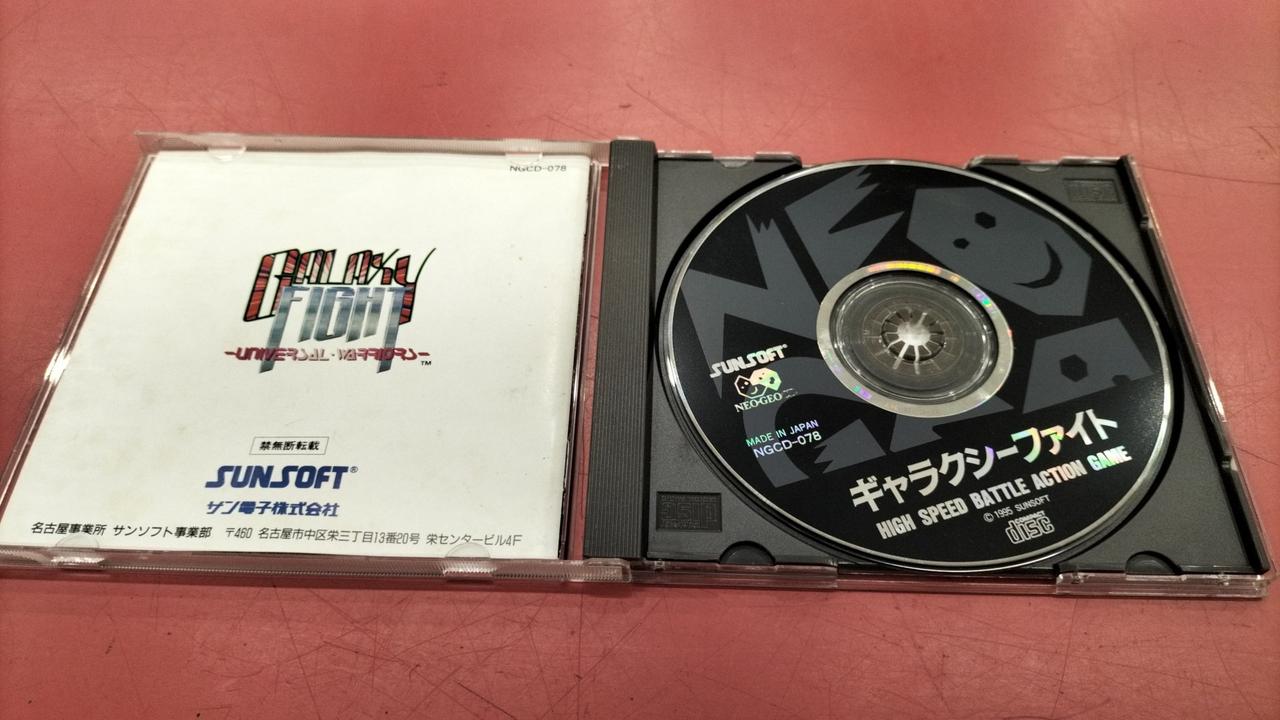 NGCD-078
GALAXY
FIGHT
-UNIVERSAL·WARRIORS-
TM
禁無断転載
SUNSOFT®
サン電子株式会社
名古屋事業所 サンソフト事業部 〒460 名古屋市中区栄三丁目13番20号 栄センタービル4F
NEO
GEO
SUNSOFT®
NEO·GEO
MADE IN JAPAN
NGCD-078
ギャラクシーファイト
HIGH SPEED BATTLE ACTION GAME
© 1995 SUNSOFT
COMPACT
disc